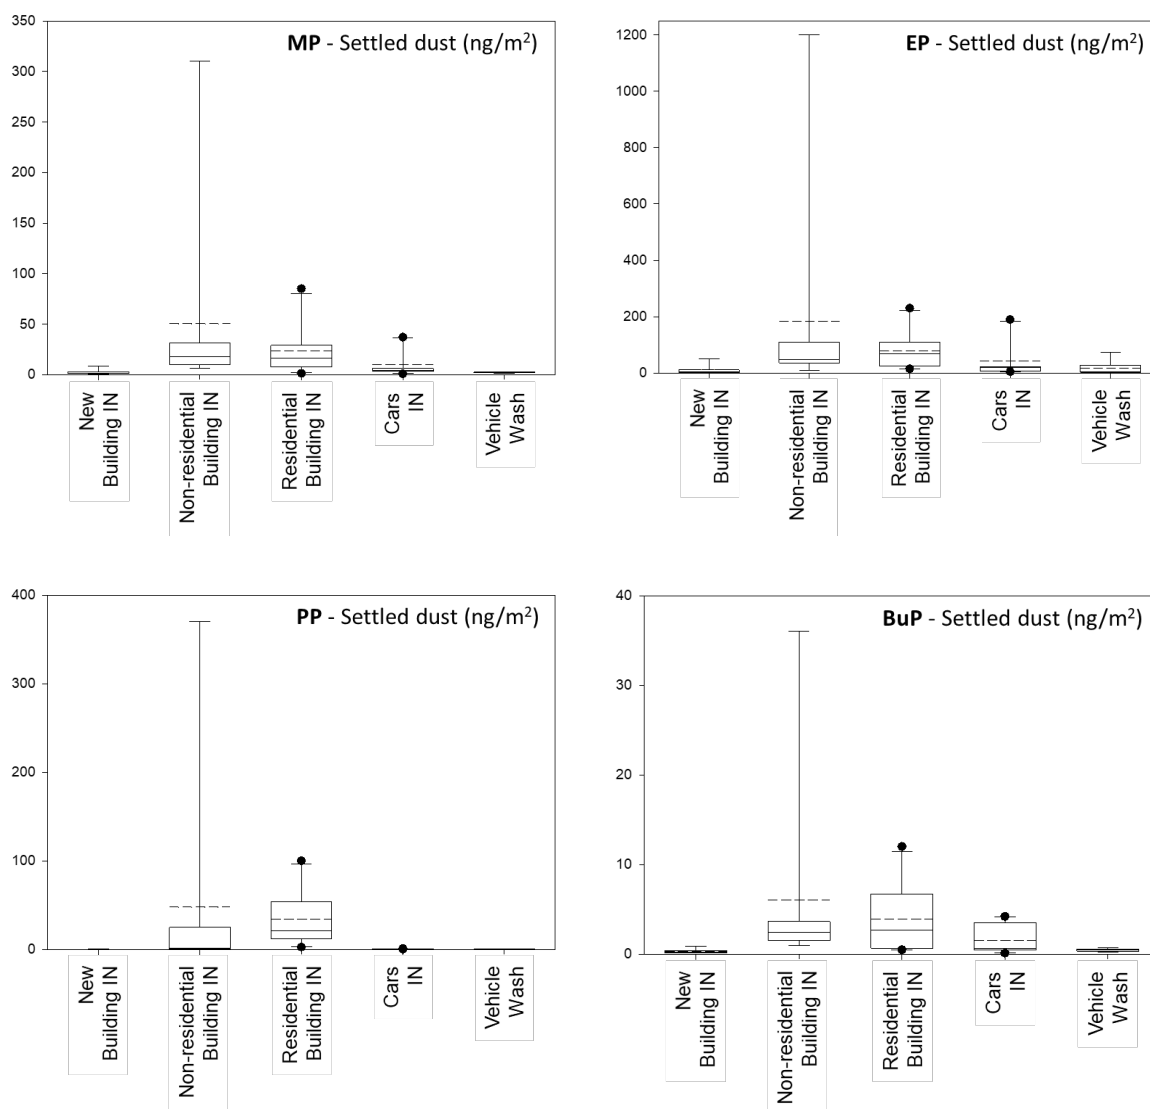 MP - Settled dust (ng/m²)
350
300
250
200
150
100
50
0
New
Building IN
Non-residential
Building IN
Residential
Building IN
Cars
IN
Vehicle
Wash
EP - Settled dust (ng/m²)
1200
1000
800
600
400
200
0
New
Building IN
Non-residential
Building IN
Residential
Building IN
Cars
IN
Vehicle
Wash
PP - Settled dust (ng/m²)
400
300
200
100
0
New
Building IN
Non-residential
Building IN
Residential
Building IN
Cars
IN
Vehicle
Wash
BuP - Settled dust (ng/m²)
40
30
20
10
0
New
Building IN
Non-residential
Building IN
Residential
Building IN
Cars
IN
Vehicle
Wash